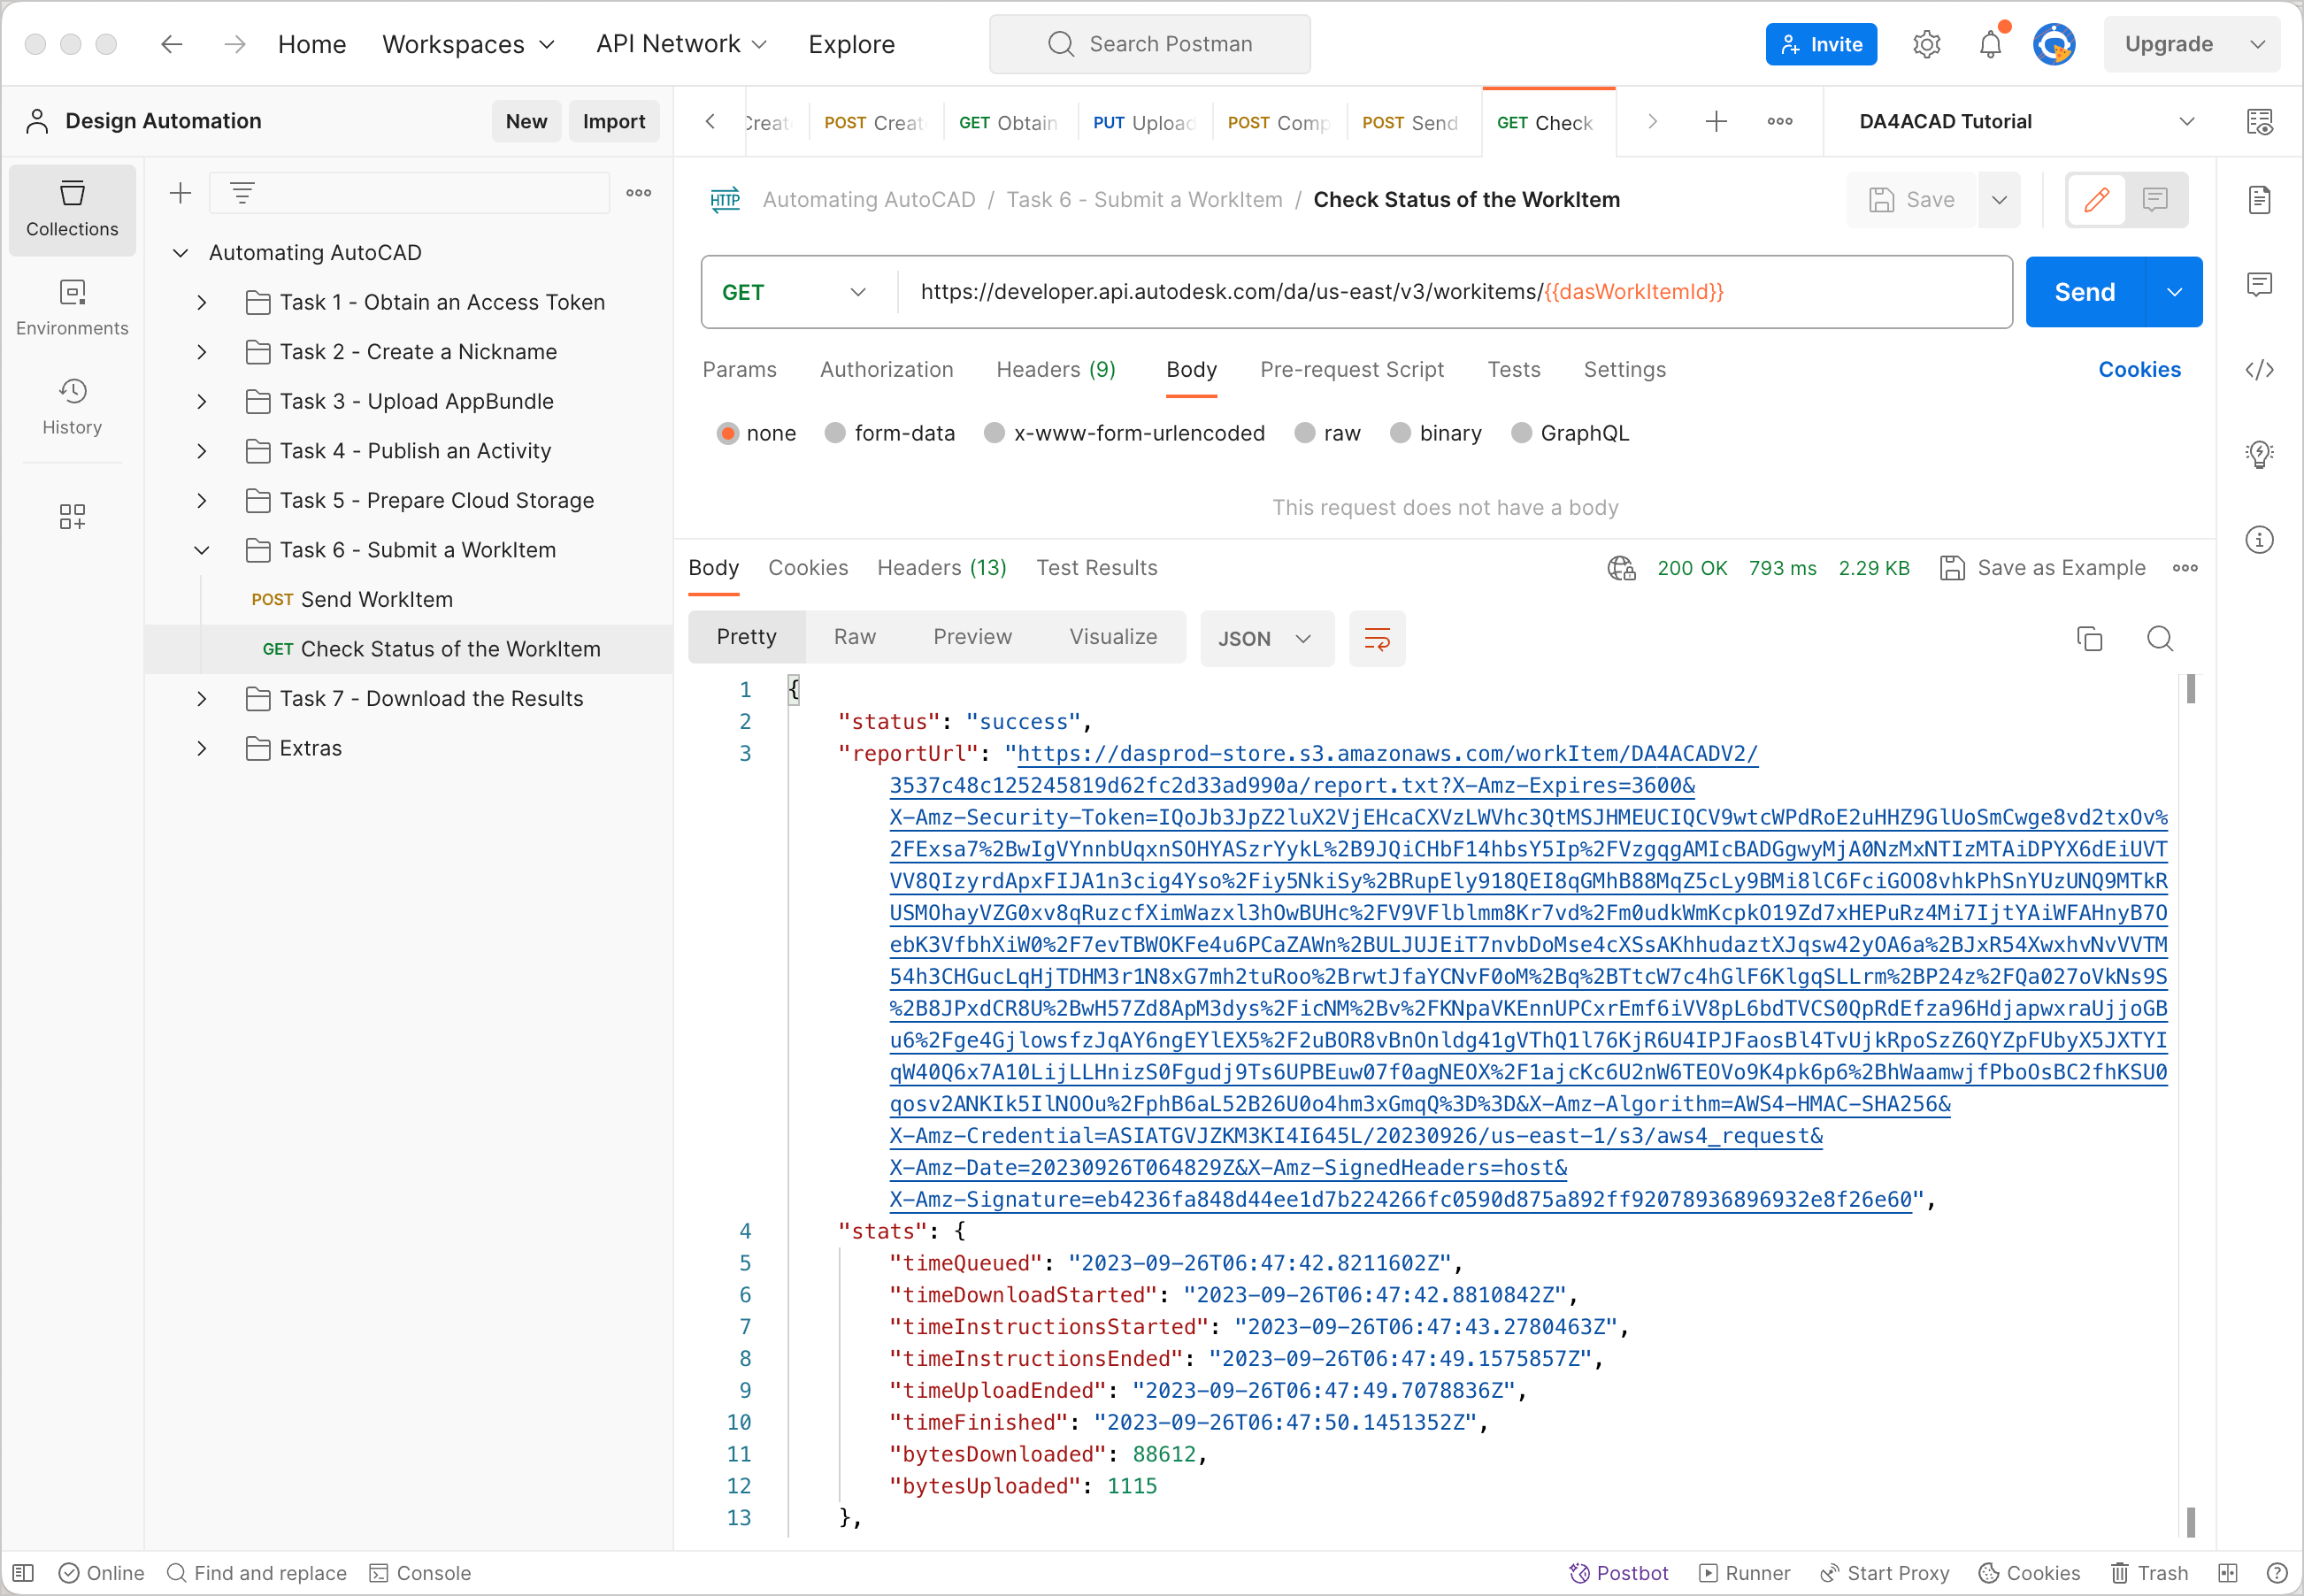 Home
Workspaces
API Network
Explore
Search Postman
Invite
Upgrade
Design Automation
New
Import
POST Creat
GET Obtain
PUT Upload
POST Comp
POST Send
GET Check
DA4ACAD Tutorial
Collections
Environments
History
Automating AutoCAD
Task 1 - Obtain an Access Token
Task 2 - Create a Nickname
Task 3 - Upload AppBundle
Task 4 - Publish an Activity
Task 5 - Prepare Cloud Storage
Task 6 - Submit a WorkItem
POST Send WorkItem
GET Check Status of the WorkItem
Task 7 - Download the Results
Extras
HTTP Automating AutoCAD / Task 6 - Submit a WorkItem / Check Status of the WorkItem
Save
GET
https://developer.api.autodesk.com/da/us-east/v3/workitems/{{dasWorkItemId}}
Send
Params
Authorization
Headers (9)
Body
Pre-request Script
Tests
Settings
Cookies
none
form-data
x-www-form-urlencoded
raw
binary
GraphQL
This request does not have a body
Body
Cookies
Headers (13)
Test Results
200 OK
793 ms
2.29 KB
Save as Example
Pretty
Raw
Preview
Visualize
JSON
1 {
2 "status": "success",
3 "reportUrl": "https://dasprod-store.s3.amazonaws.com/workItem/DA4ACADV2/
3537c48c125245819d62fc2d33ad990a/report.txt?X-Amz-Expires=3600&
X-Amz-Security-Token=IQoJb3JpZ2luX2VjEHcaCXVzLWVhc3QtMSJHMEUCIQCV9wtcWPdRoE2uHHZ9GlUoSmCwge8vd2txOv%
2FExsa7%2BwIgVYnnbUqxnSOHYASzrYykL%2B9JQiCHbF14hbsY5Ip%2FVzgqgAMIcBADGgwyMjA0NzMxNTIzMTAiDPYX6dEiUVT
VV8QIzyrdApxFIJA1n3cig4Yso%2Fiy5NkiSy%2BRupEly918QEI8qGMhB88MqZ5cLy9BMi8lC6FciGOO8vhkPhSnYUzUNQ9MTkR
USMOhayVZG0xv8qRuzcfXimWazxl3hOwBUHc%2FV9VFlblmm8Kr7vd%2Fm0udkWmKcpkO19Zd7xHEPuRz4Mi7IjtYAiWFAHnyB7O
ebK3VfbhXiW0%2F7evTBWOKFe4u6PCaZAWn%2BULJUJEiT7nvbDoMse4cXSsAKhhudaztXJqsw42yOA6a%2BJxR54XwxhvNvVVTM
54h3CHGucLqHjTDHM3r1N8xG7mh2tuRoo%2BrwtJfaYCNvF0oM%2Bq%2BTtcW7c4hGlF6KlgqSLLrm%2BP24z%2FQa027oVkNs9S
%2B8JPxdCR8U%2BwH57Zd8ApM3dys%2FicNM%2Bv%2FKNpaVKEnnUPCxrEmf6iVV8pL6bdTVCS0QpRdEfza96HdjapwxraUjjoGB
u6%2Fge4GjlowsfzJqAY6ngEYlEX5%2F2uBOR8vBnOnldg41gVThQ1l76KjR6U4IPJFaosBl4TvUjkRpoSzZ6QYZpFUbyX5JXTYI
qW40Q6x7A10LijLLHnizS0Fgudj9Ts6UPBEuw07f0agNEOX%2F1ajcKc6U2nW6TEOVo9K4pk6p6%2BhWaamwjfPboOsBC2fhKSU0
qosv2ANKIk5IlNOOu%2FphB6aL52B26U0o4hm3xGmqQ%3D%3D&X-Amz-Algorithm=AWS4-HMAC-SHA256&
X-Amz-Credential=ASIATGVJZKM3KI4I645L/20230926/us-east-1/s3/aws4_request&
X-Amz-Date=20230926T064829Z&X-Amz-SignedHeaders=host&
X-Amz-Signature=eb4236fa848d44ee1d7b224266fc0590d875a892ff92078936896932e8f26e60",
4 "stats": {
5 "timeQueued": "2023-09-26T06:47:42.8211602Z",
6 "timeDownloadStarted": "2023-09-26T06:47:42.8810842Z",
7 "timeInstructionsStarted": "2023-09-26T06:47:43.2780463Z",
8 "timeInstructionsEnded": "2023-09-26T06:47:49.1575857Z",
9 "timeUploadEnded": "2023-09-26T06:47:49.7078836Z",
10 "timeFinished": "2023-09-26T06:47:50.1451352Z",
11 "bytesDownloaded": 88612,
12 "bytesUploaded": 1115
13 },
Online
Find and replace
Console
Postbot
Runner
Start Proxy
Cookies
Trash